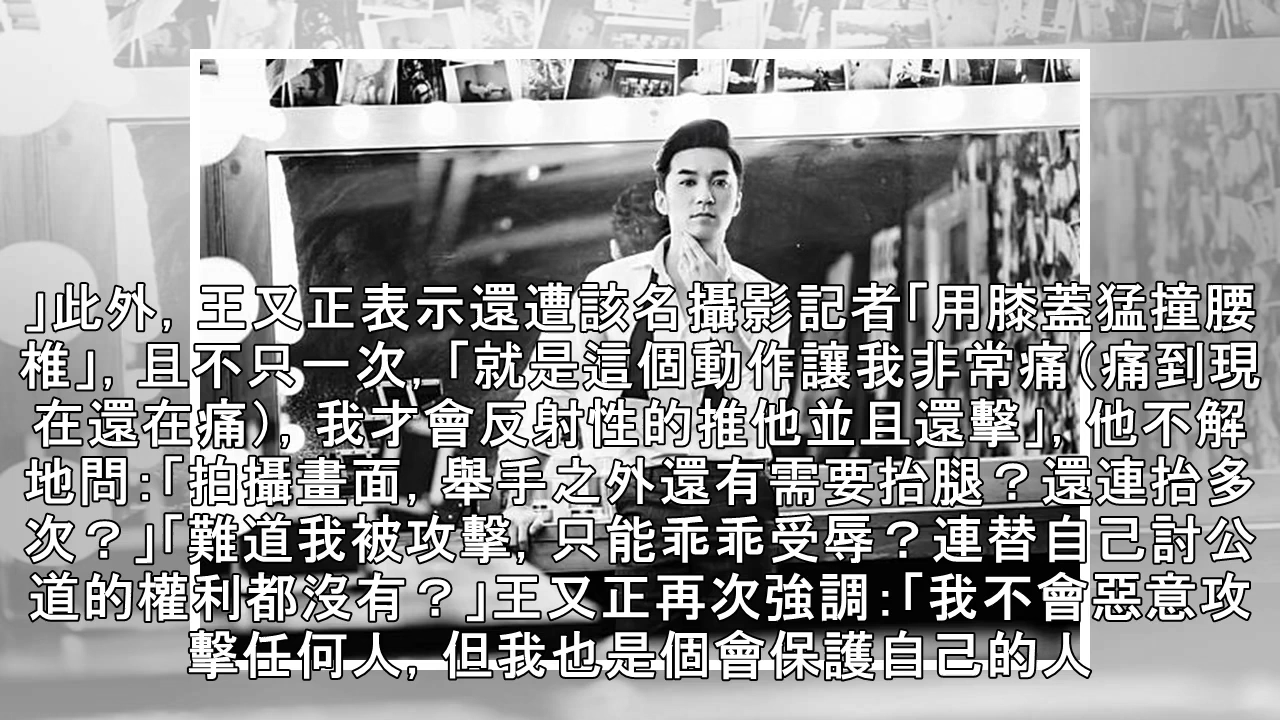 」此外, 王又正表示還遭該名攝影記者「用膝蓋猛撞腰
椎」, 且不只一次, 「就是這個動作讓我非常痛(痛到現
在還在痛), 我才會反射性的推他並且還擊」, 他不解
地問:「拍攝畫面, 舉手之外還有需要抬腿？還連抬多
次？」「難道我被攻擊, 只能乖乖受辱？連替自己討公
道的權利都沒有？」王又正再次強調:「我不會惡意攻
擊任何人, 但我也是個會保護自己的人